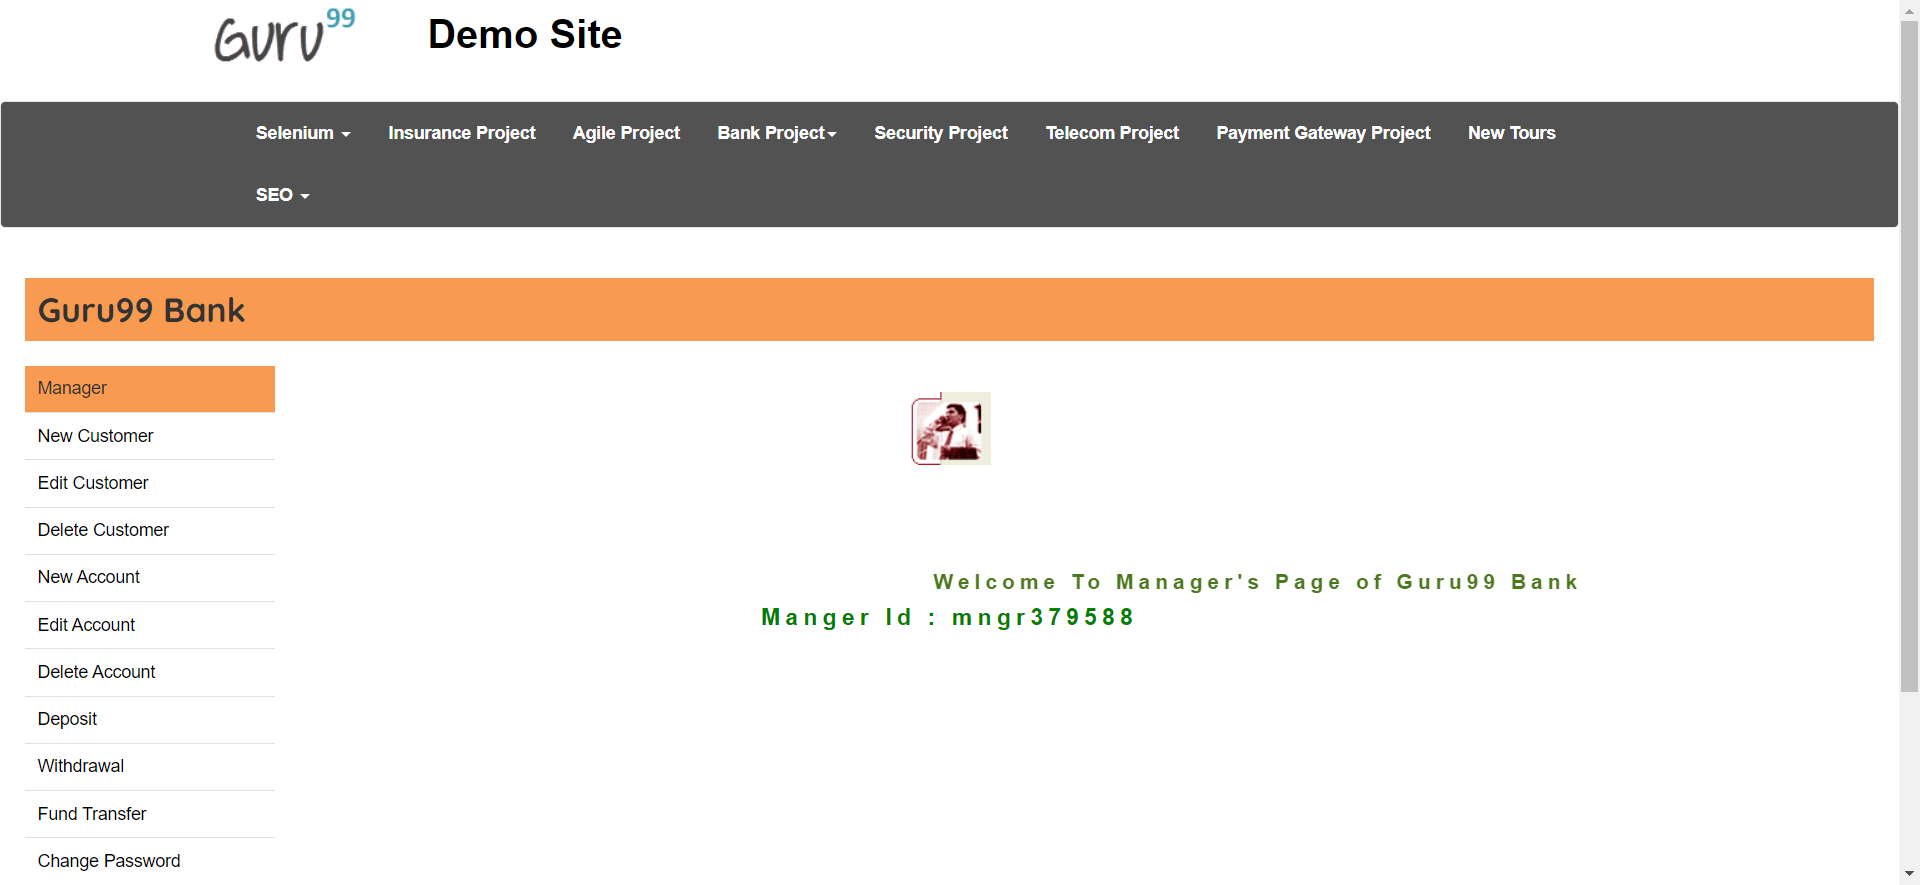 Guru99
Demo Site
Selenium
Insurance Project
Agile Project
Bank Project
Security Project
Telecom Project
Payment Gateway Project
New Tours
SEO
Guru99 Bank
Manager
New Customer
Edit Customer
Delete Customer
New Account
Edit Account
Delete Account
Deposit
Withdrawal
Fund Transfer
Change Password
Welcome To Manager's Page of Guru99 Bank
Manger Id : mngr379588